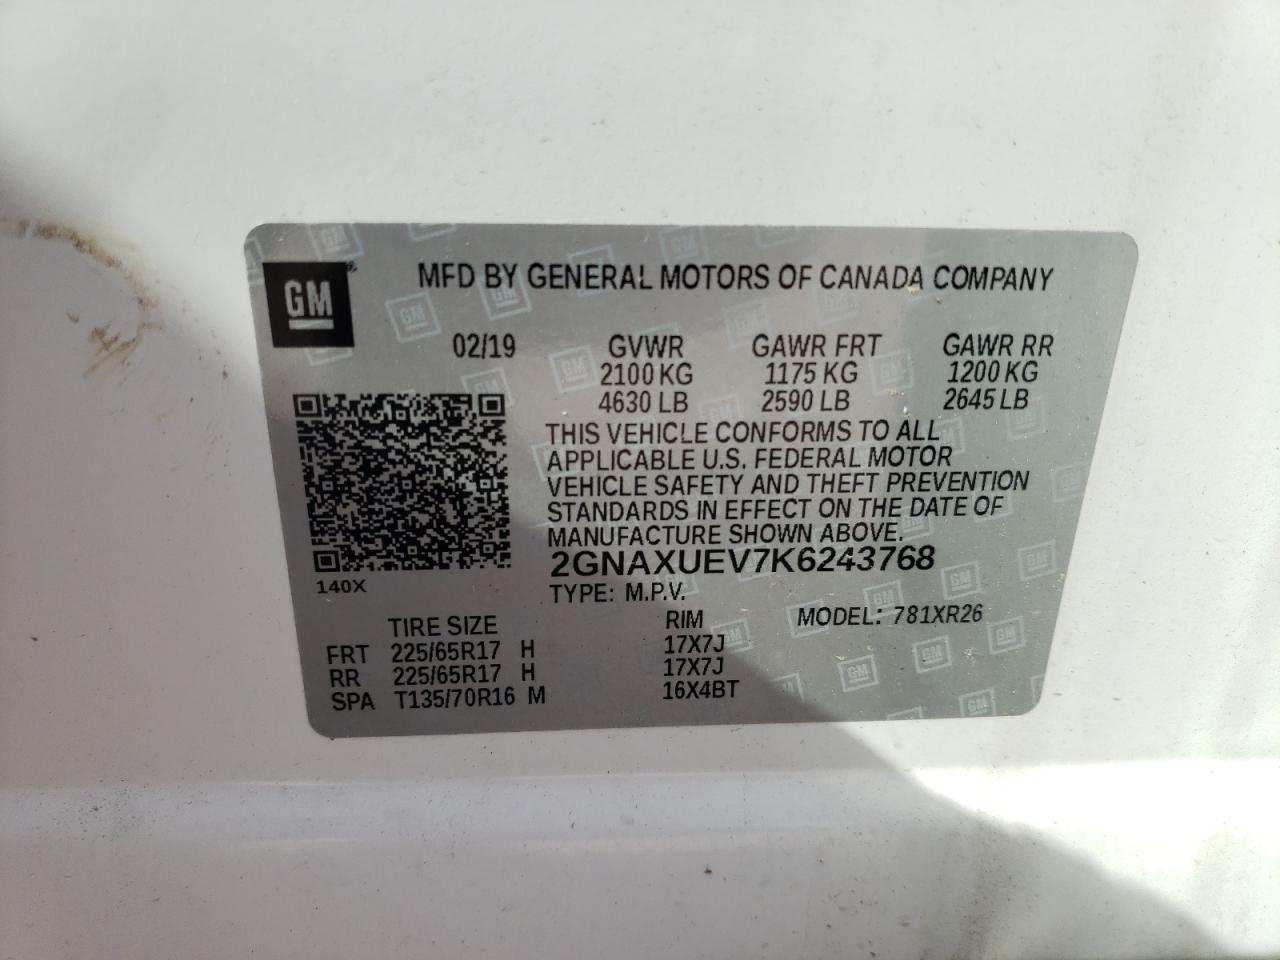 GM
MFD BY GENERAL MOTORS OF CANADA COMPANY
02/19 GVWR GAWR FRT GAWR RR
2100 KG 1175 KG 1200 KG
4630 LB 2590 LB 2645 LB
THIS VEHICLE CONFORMS TO ALL
APPLICABLE U.S. FEDERAL MOTOR
VEHICLE SAFETY AND THEFT PREVENTION
STANDARDS IN EFFECT ON THE DATE OF
MANUFACTURE SHOWN ABOVE.
2GNAXUEV7K6243768
140X
TYPE: M.P.V.
MODEL: 781XR26
TIRE SIZE RIM
FRT 225/65R17 H 17X7J
RR 225/65R17 H 17X7J
SPA T135/70R16 M 16X4BT